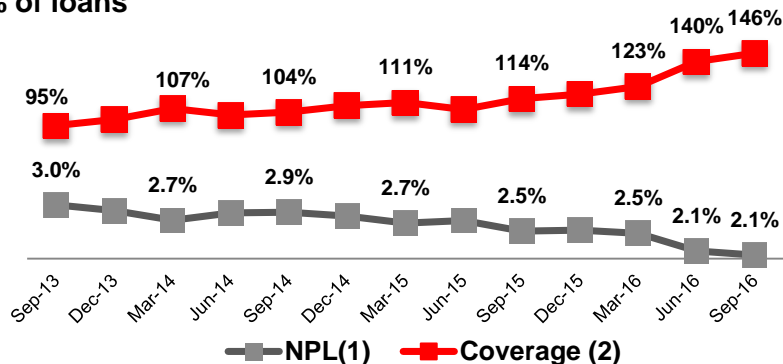 % of loans
95%
107%
104%
111%
114%
123%
140%
146%
3.0%
2.7%
2.9%
2.7%
2.5%
2.5%
2.1%
2.1%
Sep-13
Dec-13
Mar-14
Jun-14
Sep-14
Dec-14
Mar-15
Jun-15
Sep-15
Dec-15
Mar-16
Jun-16
Sep-16
NPL(1)
Coverage (2)